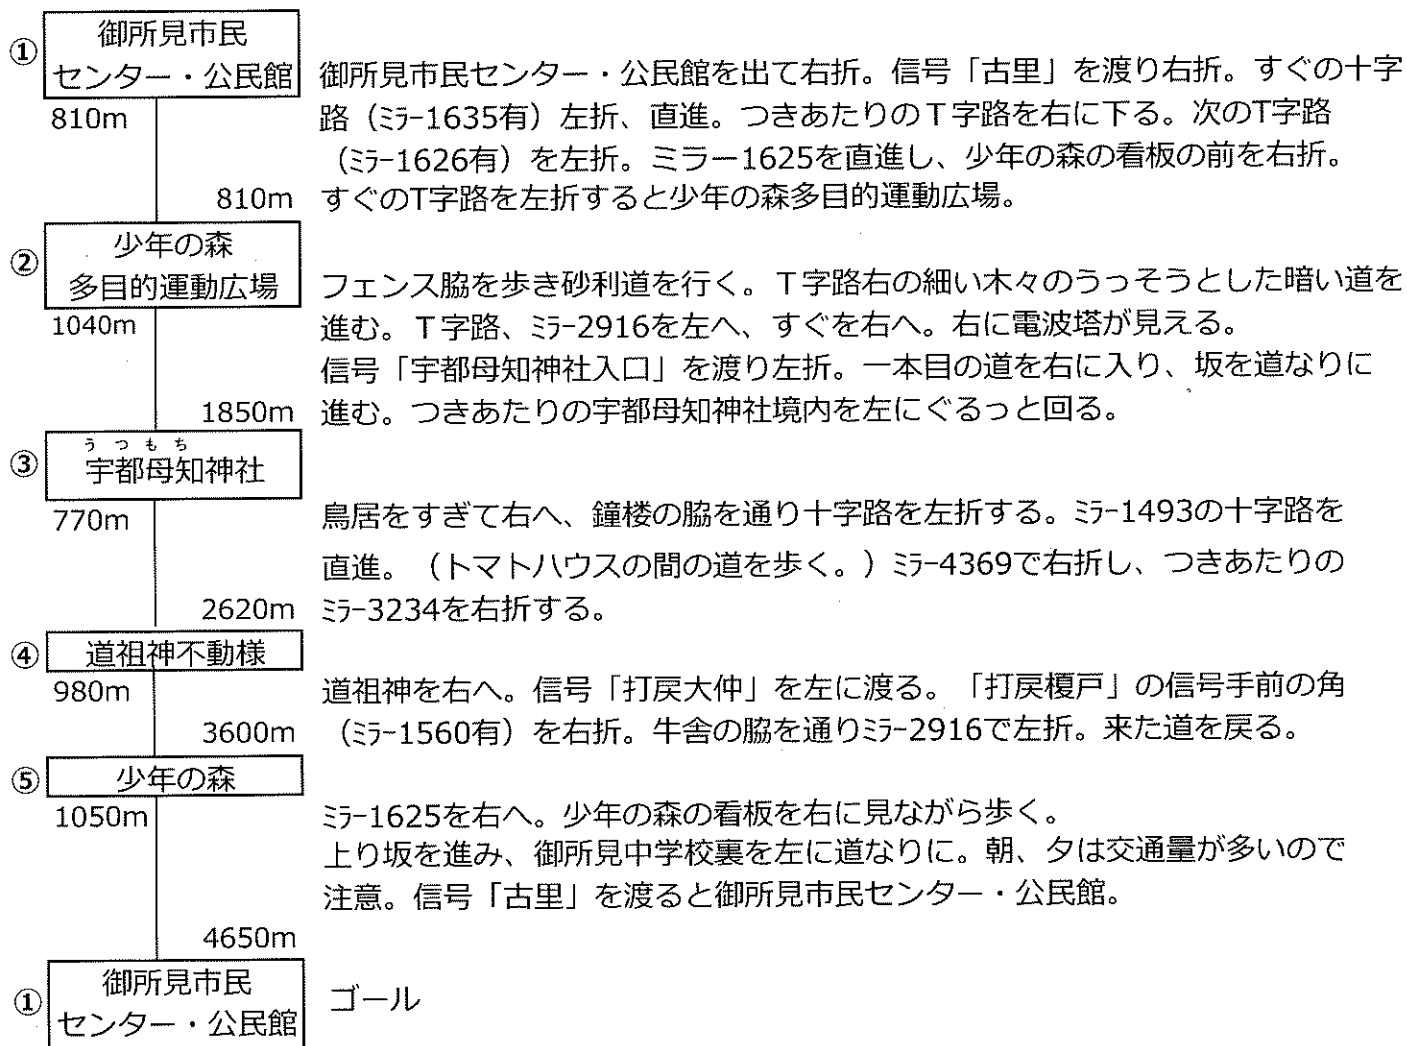 ①
御所見市民
センター・公民館
810m
御所見市民センター・公民館を出て右折。信号「古里」を渡り右折。すぐの十字
路（ﾐﾗｰ1635有）左折、直進。つきあたりのＴ字路を右に下る。次のT字路
（ﾐﾗｰ1626有）を左折。ミラー1625を直進し、少年の森の看板の前を右折。
810m
すぐのT字路を左折すると少年の森多目的運動広場。
②
少年の森
多目的運動広場
1040m
フェンス脇を歩き砂利道を行く。Ｔ字路右の細い木々のうっそうとした暗い道を
進む。Ｔ字路、ﾐﾗｰ2916を左へ、すぐを右へ。右に電波塔が見える。
信号「宇都母知神社入口」を渡り左折。一本目の道を右に入り、坂を道なりに
1850m
進む。つきあたりの宇都母知神社境内を左にぐるっと回る。
③
うつもち
宇都母知神社
770m
鳥居をすぎて右へ、鐘楼の脇を通り十字路を左折する。ﾐﾗｰ1493の十字路を
直進。（トマトハウスの間の道を歩く。）ﾐﾗｰ4369で右折し、つきあたりの
2620m
ﾐﾗｰ3234を右折する。
④
道祖神不動様
980m
道祖神を右へ。信号「打戻大仲」を左に渡る。「打戻榎戸」の信号手前の角
3600m
（ﾐﾗｰ1560有）を右折。牛舎の脇を通りﾐﾗｰ2916で左折。来た道を戻る。
⑤
少年の森
1050m
ﾐﾗｰ1625を右へ。少年の森の看板を右に見ながら歩く。
上り坂を進み、御所見中学校裏を左に道なりに。朝、夕は交通量が多いので
注意。信号「古里」を渡ると御所見市民センター・公民館。
4650m
①
御所見市民
センター・公民館
ゴール